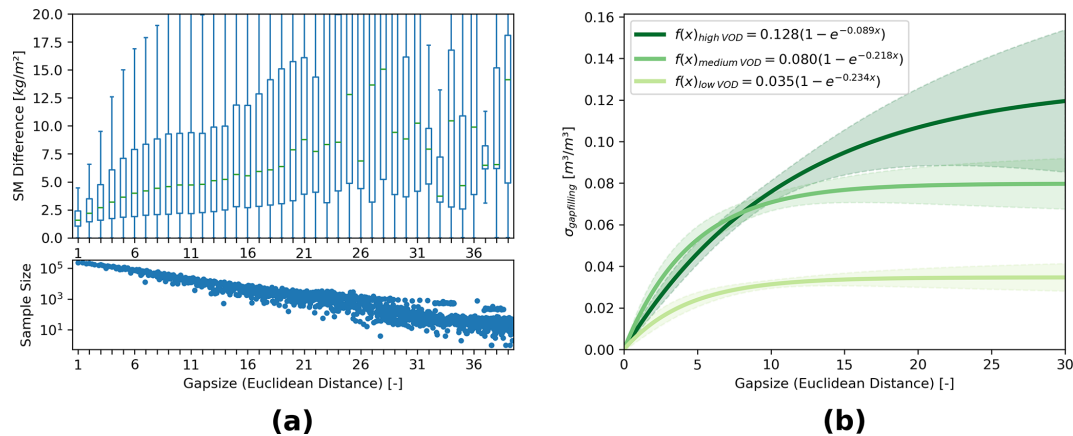 20.0
17.5
15.0
12.5
10.0
7.5
5.0
2.5
0.0
SM Difference [kg/m²]
1 6 11 16 21 26 31 36
10⁵
10³
10¹
Sample Size
1 6 11 16 21 26 31 36
Gapsize (Euclidean Distance) [-]
(a)
0.16
0.14
0.12
0.10
0.08
0.06
0.04
0.02
0.00
σgapfilling [m³/m³]
f(x)high VOD = 0.128(1 − e^−0.089x)
f(x)medium VOD = 0.080(1 − e^−0.218x)
f(x)low VOD = 0.035(1 − e^−0.234x)
0 5 10 15 20 25 30
Gapsize (Euclidean Distance) [-]
(b)